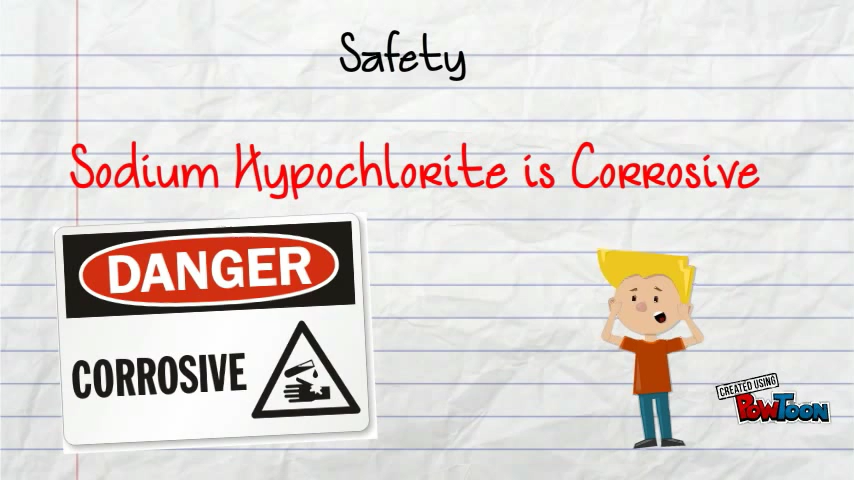 Safety
Sodium Hypochlorite is Corrosive
DANGER
CORROSIVE
CREATED USING
POWTOON